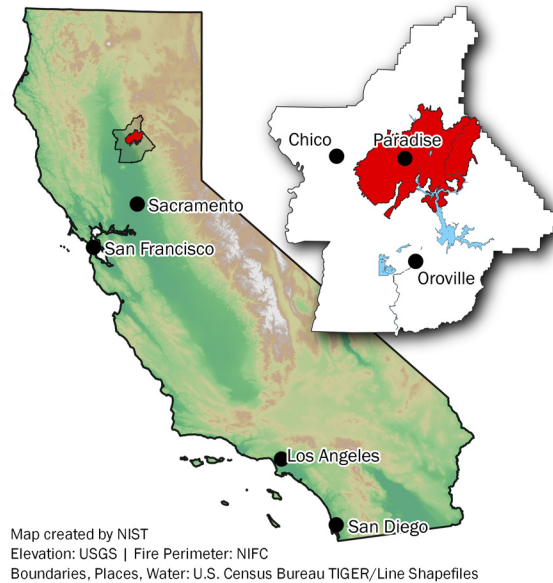 Chico
Paradise
Sacramento
San Francisco
Oroville
Los Angeles
San Diego
Map created by NIST
Elevation: USGS | Fire Perimeter: NIFC
Boundaries, Places, Water: U.S. Census Bureau TIGER/Line Shapefiles